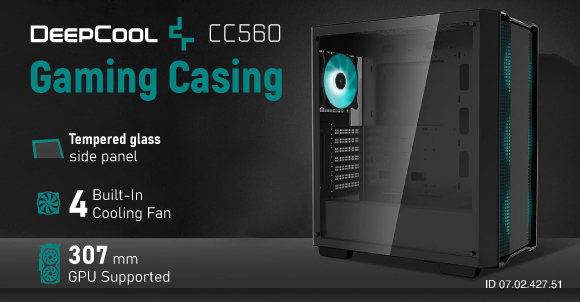 DEEPCOOL CC560
Gaming Casing
Tempered glass
side panel
4 Built-In
Cooling Fan
307 mm
GPU Supported
ID 07.02.427.51